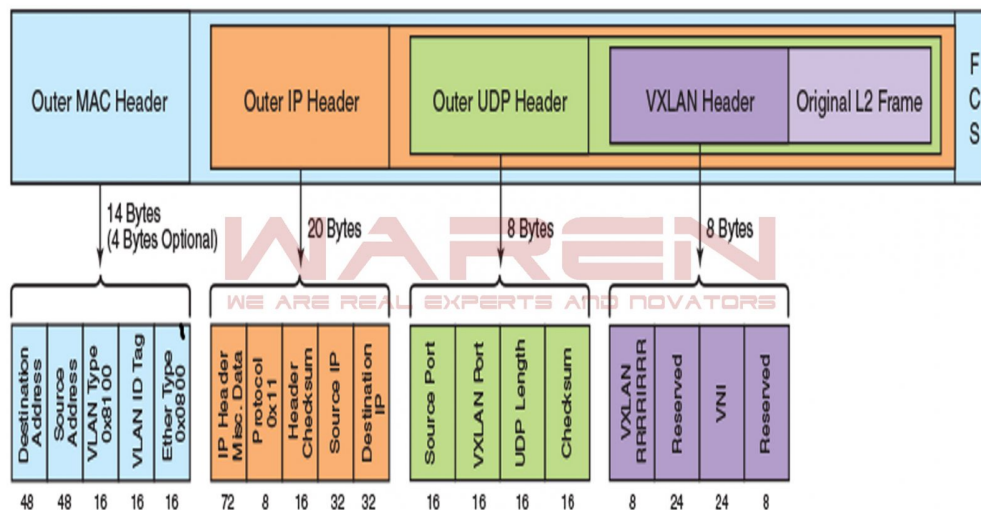 Outer MAC Header
Outer IP Header
Outer UDP Header
VXLAN Header
Original L2 Frame
F
C
S
14 Bytes
(4 Bytes Optional)
20 Bytes
8 Bytes
8 Bytes
WAREN
WE ARE REAL EXPERTS AND NOVATORS
Destination
Address
Source
Address
VLAN Type
0x8100
VLAN ID Tag
Ether Type
0x0800
IP Header
Misc. Data
Protocol
0x11
Header
Checksum
Source IP
Destination
IP
Source Port
VXLAN Port
UDP Length
Checksum
VXLAN
RRRRIRRR
Reserved
VNI
Reserved
48 48 16 16 16
72 8 16 32 32
16 16 16 16
8 24 24 8